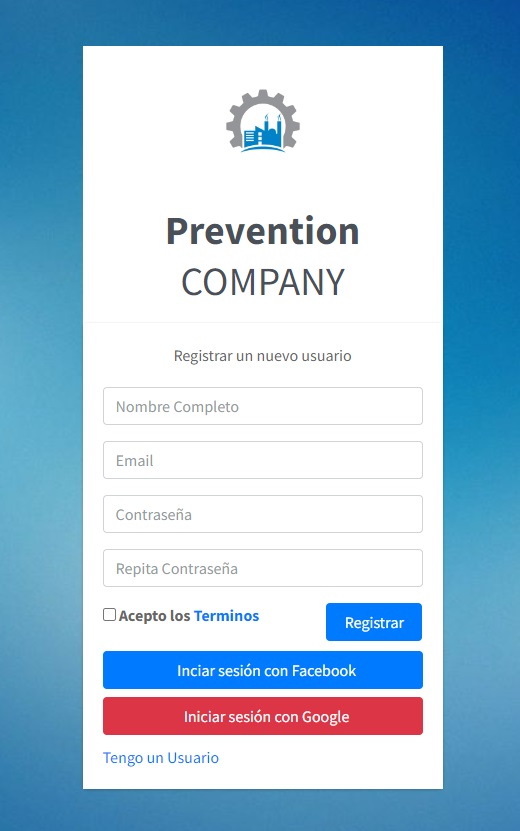 Prevention
COMPANY
Registrar un nuevo usuario
Nombre Completo
Email
Contraseña
Repita Contraseña
Acepto los Terminos
Registrar
Inciar sesión con Facebook
Iniciar sesión con Google
Tengo un Usuario